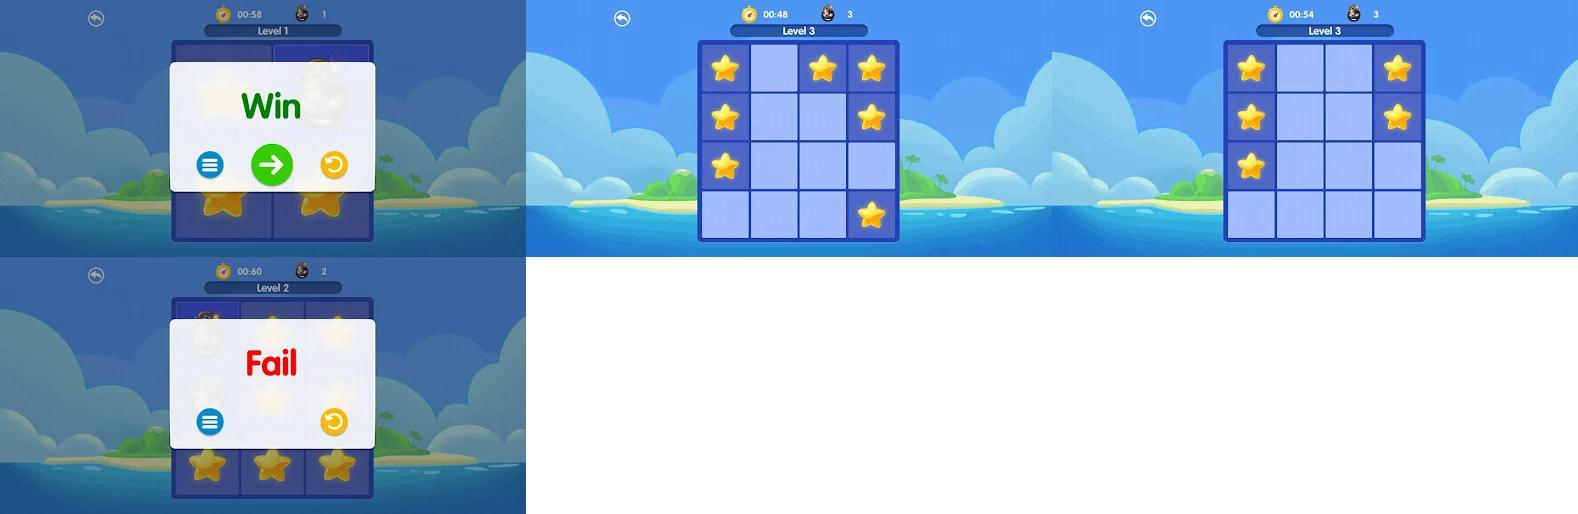 00:58 1
Level 1
Win
00:48 3
Level 3
00:54 3
Level 3
00:60 2
Level 2
Fail